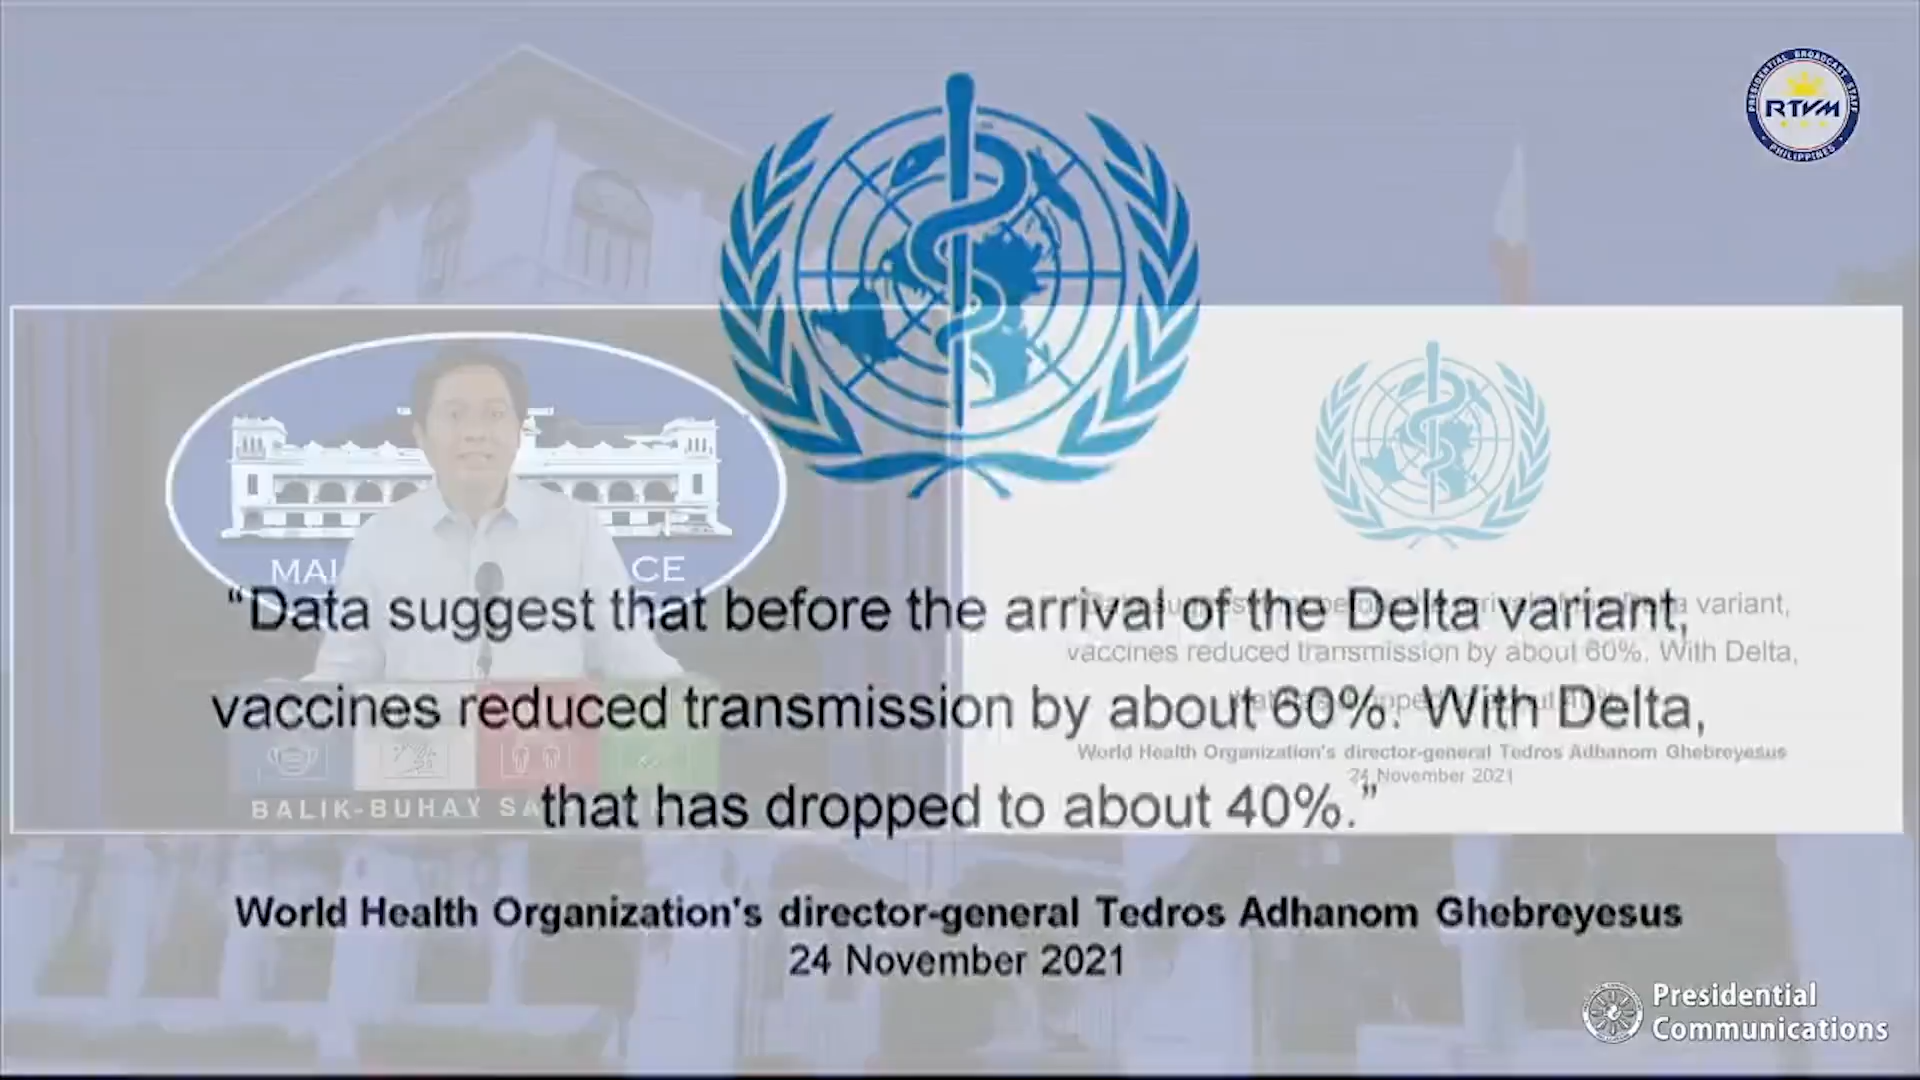 PRESIDENTIAL BROADCAST STAFF
RTVM
PHILIPPINES
MAL CE
“Data suggest that before the arrival of the Delta variant,
vaccines reduced transmission by about 60%. With Delta,
that has dropped to about 40%.”
World Health Organization's director-general Tedros Adhanom Ghebreyesus
24 November 2021
variant,
vaccines reduced transmission by about 60%. With Delta,
World Health Organization's director-general Tedros Adhanom Ghebreyesus
24 November 2021
BALIK-BUHAY SA
Presidential
Communications